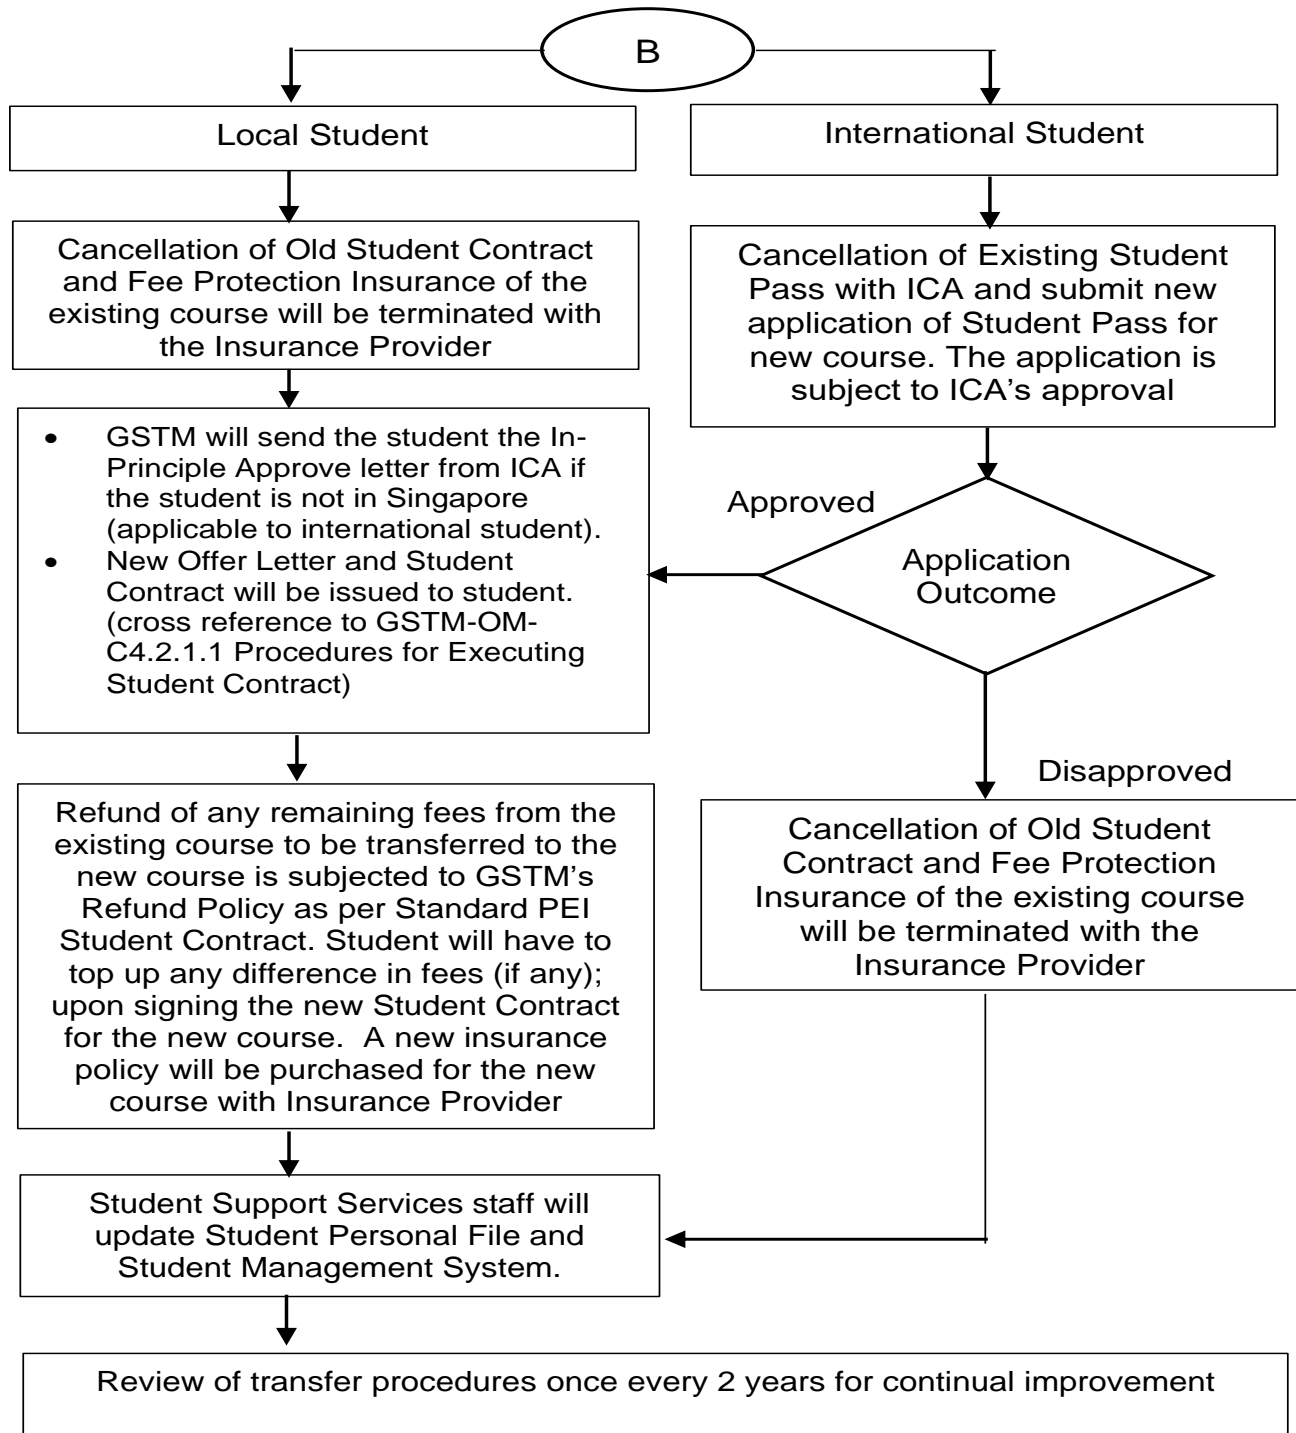 B
Local Student
International Student
Cancellation of Old Student Contract
and Fee Protection Insurance of the
existing course will be terminated with
the Insurance Provider
Cancellation of Existing Student
Pass with ICA and submit new
application of Student Pass for
new course. The application is
subject to ICA’s approval
• GSTM will send the student the In-
Principle Approve letter from ICA if
the student is not in Singapore
(applicable to international student).
• New Offer Letter and Student
Contract will be issued to student.
(cross reference to GSTM-OM-
C4.2.1.1 Procedures for Executing
Student Contract)
Approved
Application
Outcome
Disapproved
Refund of any remaining fees from the
existing course to be transferred to the
new course is subjected to GSTM’s
Refund Policy as per Standard PEI
Student Contract. Student will have to
top up any difference in fees (if any);
upon signing the new Student Contract
for the new course.  A new insurance
policy will be purchased for the new
course with Insurance Provider
Cancellation of Old Student
Contract and Fee Protection
Insurance of the existing course
will be terminated with the
Insurance Provider
Student Support Services staff will
update Student Personal File and
Student Management System.
Review of transfer procedures once every 2 years for continual improvement